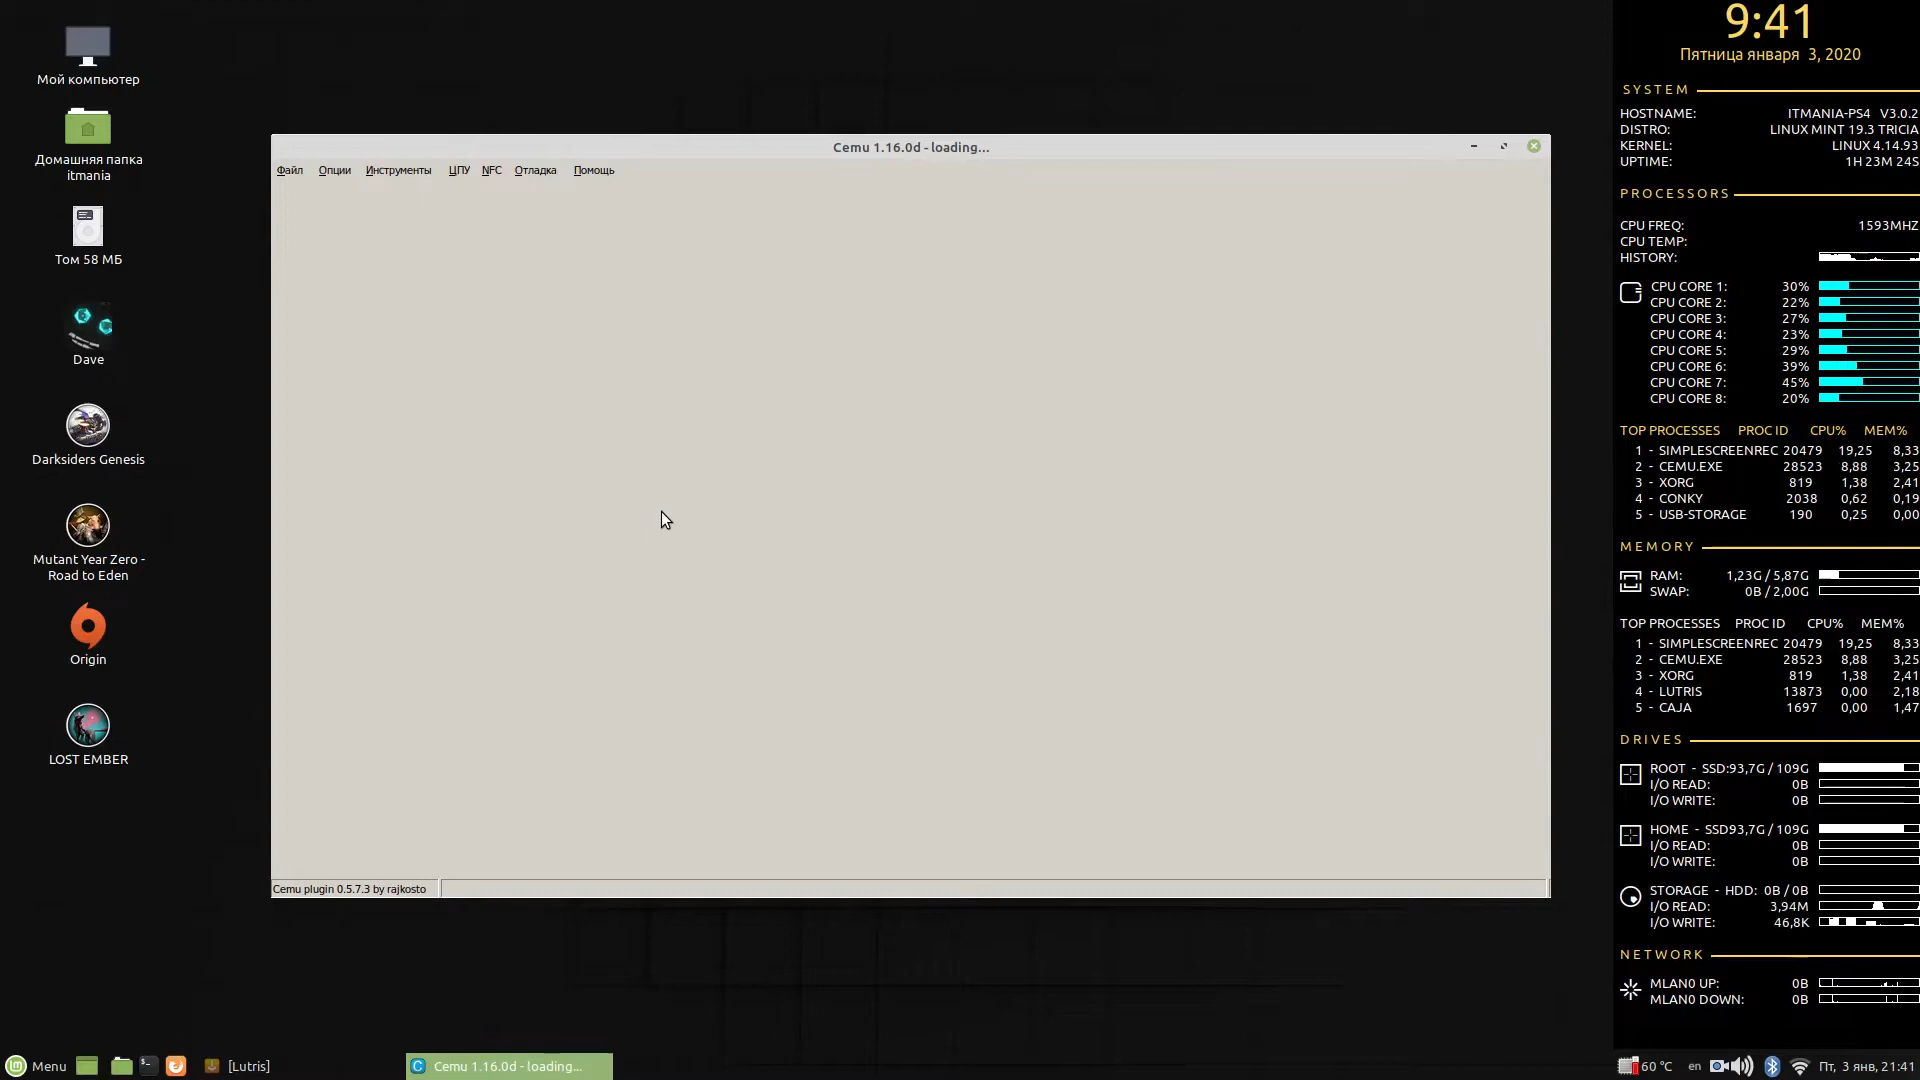 Мой компьютер
Домашняя папка
itmania
Том 58 МБ
Dave
Darksiders Genesis
Mutant Year Zero -
Road to Eden
Origin
LOST EMBER
Cemu 1.16.0d - loading...
Файл Опции Инструменты ЦПУ NFC Отладка Помощь
Cemu plugin 0.5.7.3 by rajkosto
9:41
Пятница января 3, 2020
SYSTEM
HOSTNAME: ITMANIA-PS4 V3.0.2
DISTRO: LINUX MINT 19.3 TRICIA
KERNEL: LINUX 4.14.93
UPTIME: 1H 23M 24S
PROCESSORS
CPU FREQ: 1593MHZ
CPU TEMP:
HISTORY:
CPU CORE 1: 30%
CPU CORE 2: 22%
CPU CORE 3: 27%
CPU CORE 4: 23%
CPU CORE 5: 29%
CPU CORE 6: 39%
CPU CORE 7: 45%
CPU CORE 8: 20%
TOP PROCESSES PROC ID CPU% MEM%
1 - SIMPLESCREENREC 20479 19,25 8,33
2 - CEMU.EXE 28523 8,88 3,25
3 - XORG 819 1,38 2,41
4 - CONKY 2038 0,62 0,19
5 - USB-STORAGE 190 0,25 0,00
MEMORY
RAM: 1,23G / 5,87G
SWAP: 0B / 2,00G
TOP PROCESSES PROC ID CPU% MEM%
1 - SIMPLESCREENREC 20479 19,25 8,33
2 - CEMU.EXE 28523 8,88 3,25
3 - XORG 819 1,38 2,41
4 - LUTRIS 13873 0,00 2,18
5 - CAJA 1697 0,00 1,47
DRIVES
ROOT - SSD:93,7G / 109G
I/O READ: 0B
I/O WRITE: 0B
HOME - SSD93,7G / 109G
I/O READ: 0B
I/O WRITE: 0B
STORAGE - HDD: 0B / 0B
I/O READ: 3,94M
I/O WRITE: 46,8K
NETWORK
MLAN0 UP: 0B
MLAN0 DOWN: 0B
Menu [Lutris] Cemu 1.16.0d - loading... 60 °C en Пт, 3 янв, 21:41